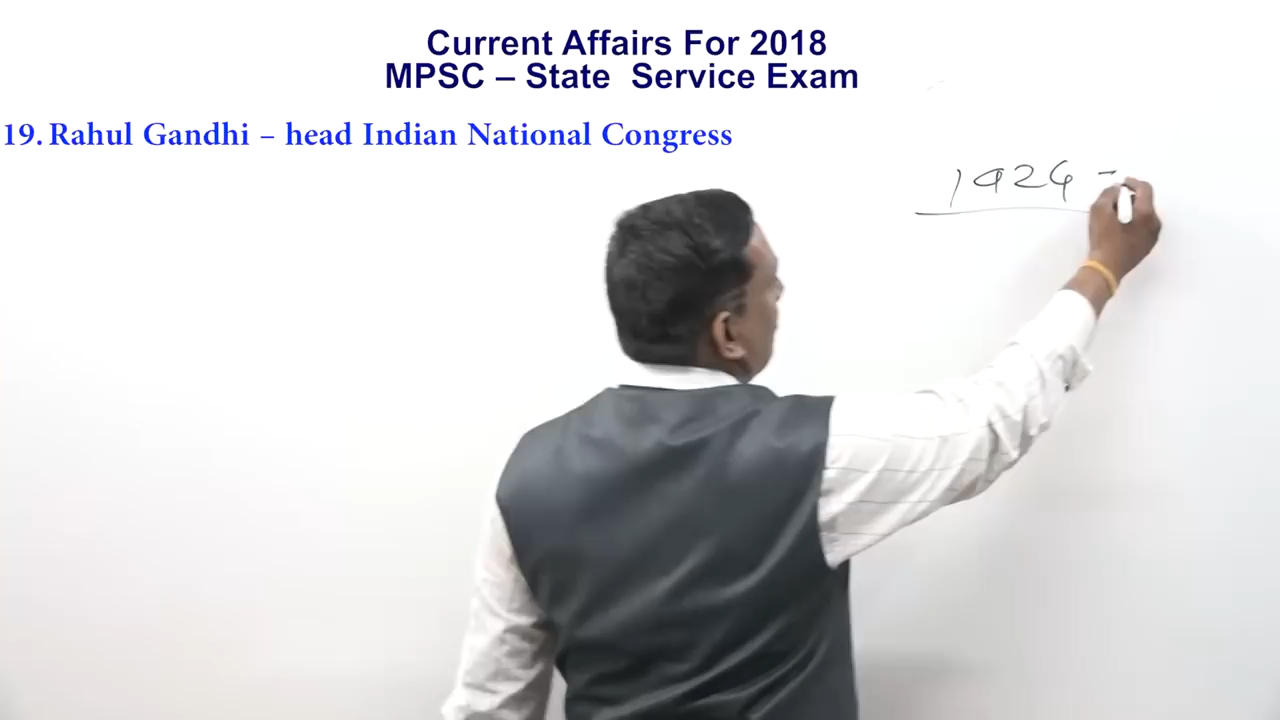 Current Affairs For 2018
MPSC – State Service Exam
19. Rahul Gandhi – head Indian National Congress
1924 -